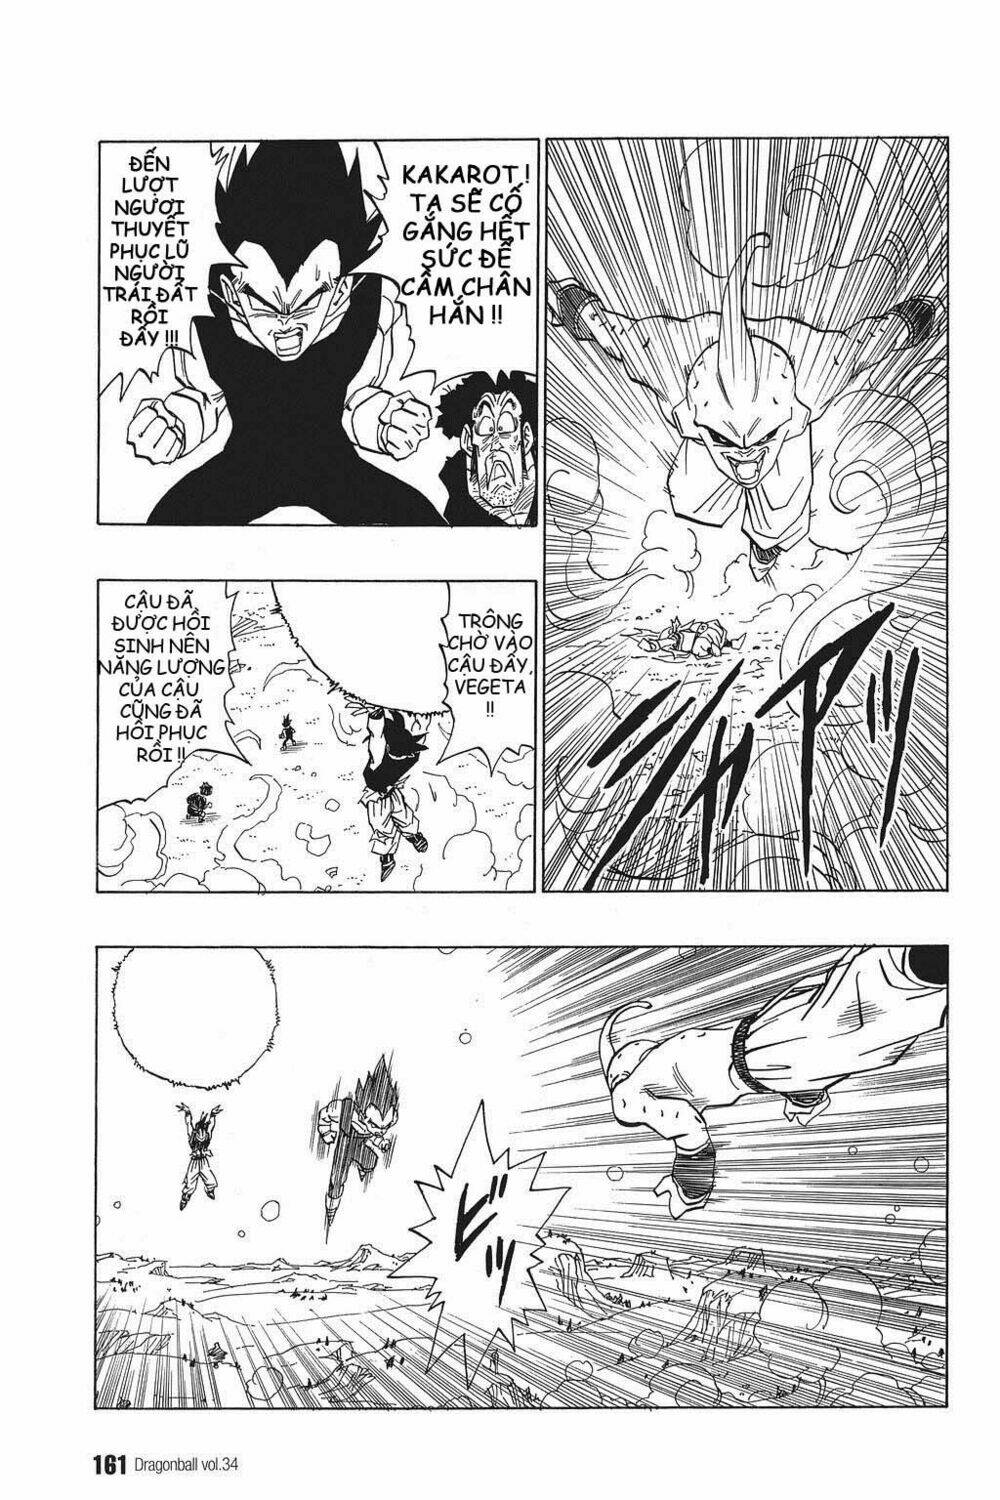 シャアッ
KAKAROT !
TA SẼ CỐ
GẮNG HẾT
SỨC ĐỂ
CẦM CHÂN
HẮN !!
ĐẾN
LƯỢT
NGƯƠI
THUYẾT
PHỤC LŨ
NGƯỜI
TRÁI ĐẤT
RỒI
ĐẤY !!!
TRÔNG
CHỜ VÀO
CẬU ĐẤY,
VEGETA
!!
CẬU ĐÃ
ĐƯỢC HỒI
SINH NÊN
NĂNG LƯỢNG
CỦA CẬU
CŨNG ĐÃ
HỒI PHỤC
RỒI !!
ビッ
161 Dragonball vol.34